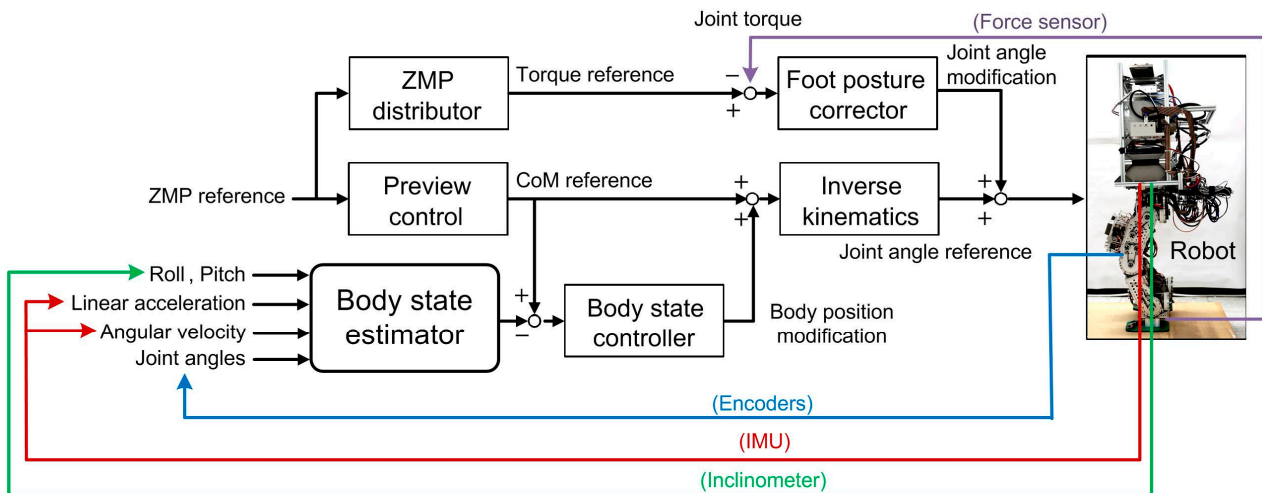 Joint torque
(Force sensor)
Joint angle
modification
ZMP
distributor
Torque reference
−
+
Foot posture
corrector
ZMP reference
Preview
control
CoM reference
+
+
Inverse
kinematics
+
+
Joint angle reference
Robot
Roll , Pitch
Linear acceleration
Angular velocity
Joint angles
Body state
estimator
+
−
Body state
controller
Body position
modification
(Encoders)
(IMU)
(Inclinometer)